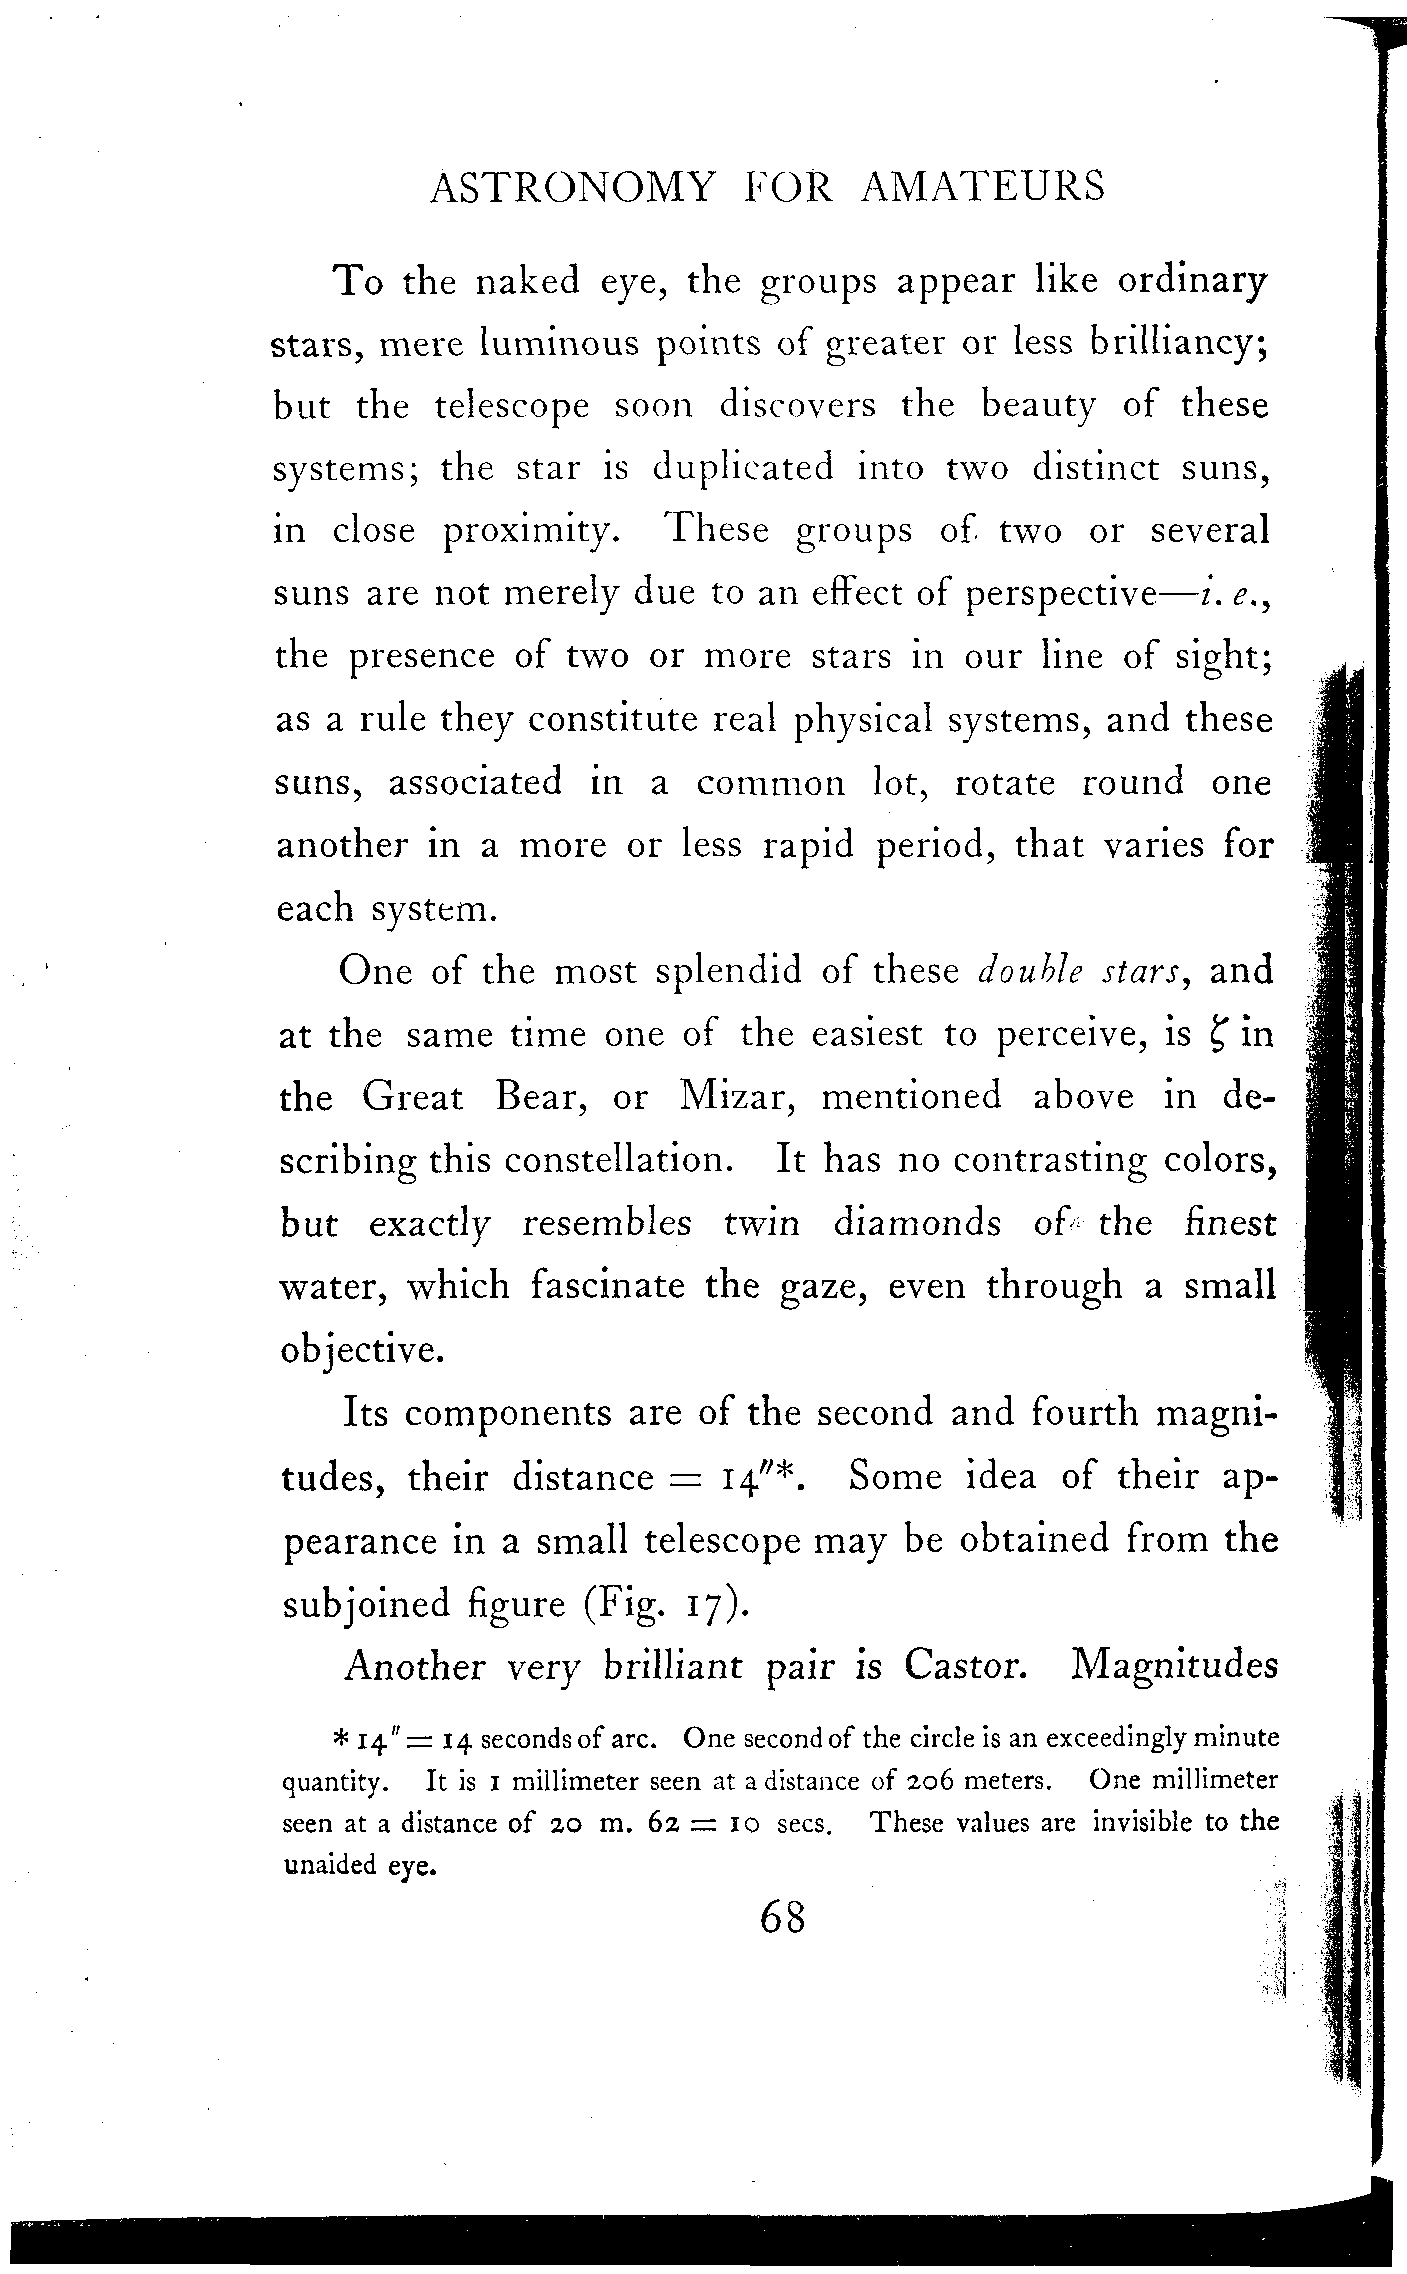 ASTRONOMY FOR AMATEURS
To the naked eye, the groups appear like ordinary
stars, mere luminous points of greater or less brilliancy;
but the telescope soon discovers the beauty of these
systems; the star is duplicated into two distinct suns,
in close proximity. These groups of two or several
suns are not merely due to an effect of perspective—i. e.,
the presence of two or more stars in our line of sight;
as a rule they constitute real physical systems, and these
suns, associated in a common lot, rotate round one
another in a more or less rapid period, that varies for
each system.
One of the most splendid of these double stars, and
at the same time one of the easiest to perceive, is ζ in
the Great Bear, or Mizar, mentioned above in de-
scribing this constellation. It has no contrasting colors,
but exactly resembles twin diamonds of the finest
water, which fascinate the gaze, even through a small
objective.
Its components are of the second and fourth magni-
tudes, their distance = 14″*. Some idea of their ap-
pearance in a small telescope may be obtained from the
subjoined figure (Fig. 17).
Another very brilliant pair is Castor. Magnitudes
* 14″ = 14 seconds of arc. One second of the circle is an exceedingly minute
quantity. It is 1 millimeter seen at a distance of 206 meters. One millimeter
seen at a distance of 20 m. 62 = 10 secs. These values are invisible to the
unaided eye.
68